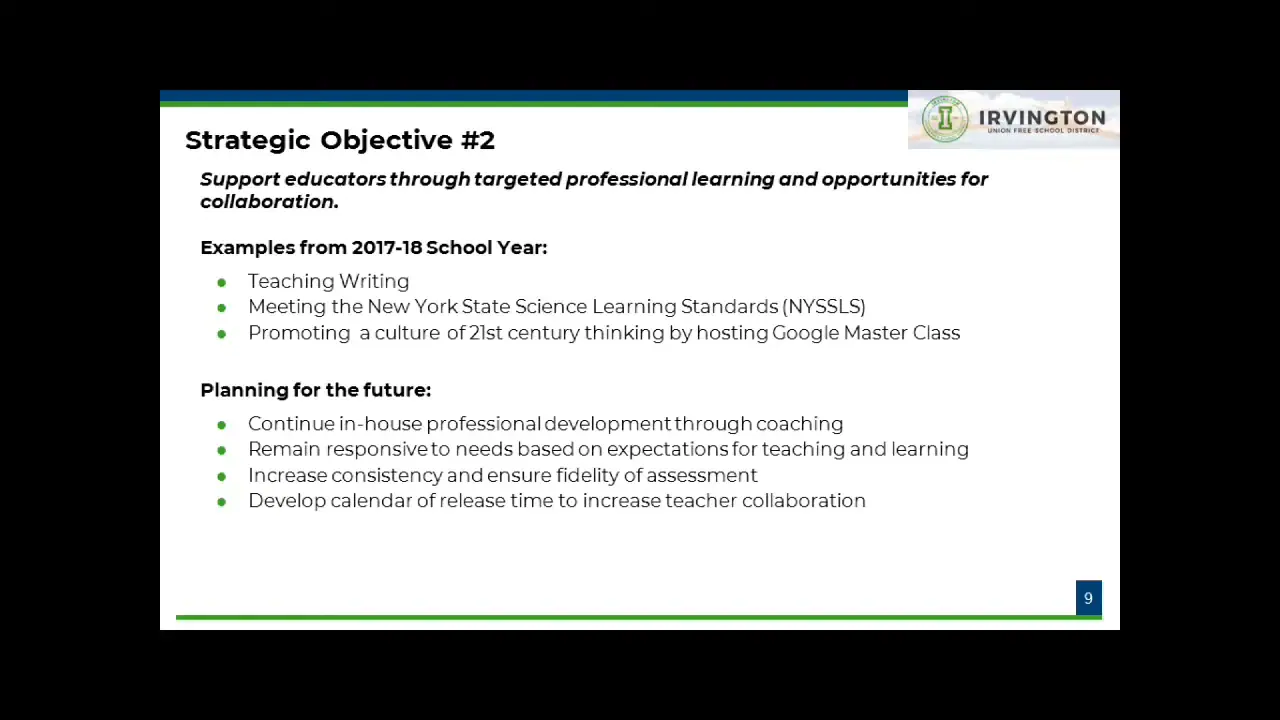 IRVINGTON
UNION FREE SCHOOL DISTRICT
Strategic Objective #2
Support educators through targeted professional learning and opportunities for
collaboration.
Examples from 2017-18 School Year:
● Teaching Writing
● Meeting the New York State Science Learning Standards (NYSSLS)
● Promoting a culture of 21st century thinking by hosting Google Master Class
Planning for the future:
● Continue in-house professional development through coaching
● Remain responsive to needs based on expectations for teaching and learning
● Increase consistency and ensure fidelity of assessment
● Develop calendar of release time to increase teacher collaboration
9